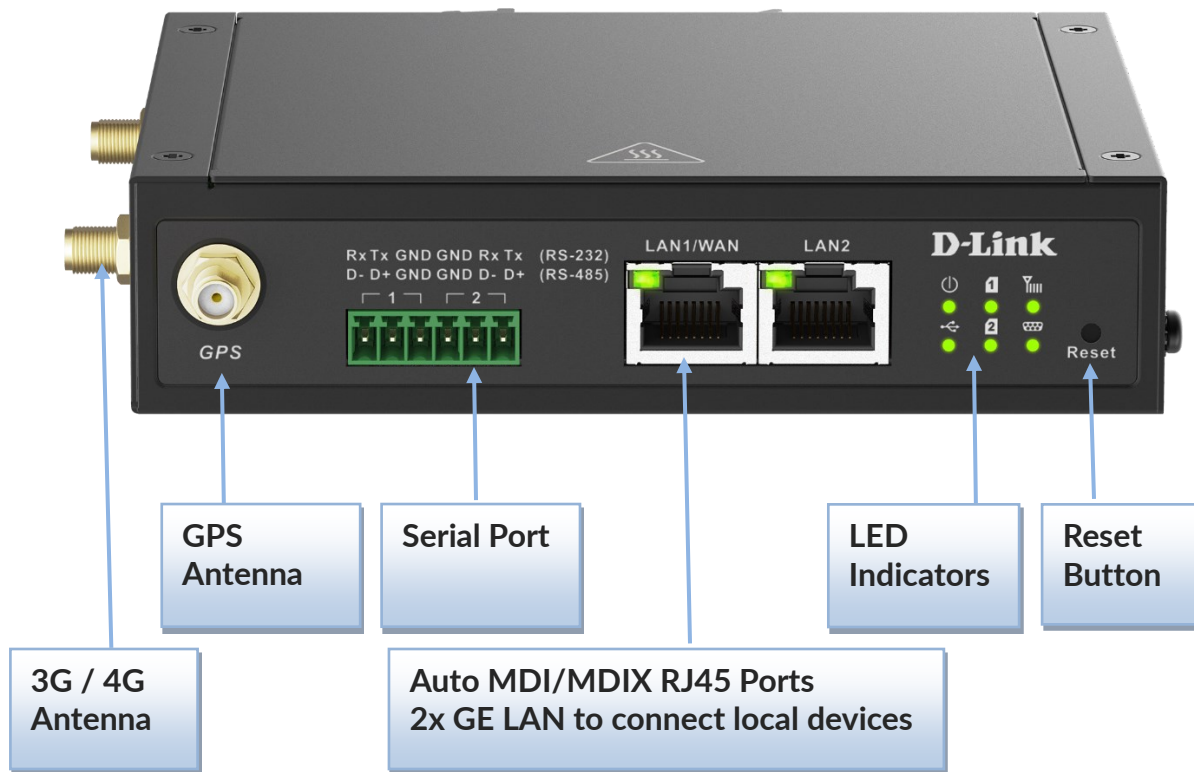 Rx Tx GND GND Rx Tx (RS-232)
D- D+ GND GND D- D+ (RS-485)
1 2
GPS
LAN1/WAN
LAN2
D-Link
1
2
Reset
GPS
Antenna
Serial Port
LED
Indicators
Reset
Button
3G / 4G
Antenna
Auto MDI/MDIX RJ45 Ports
2x GE LAN to connect local devices